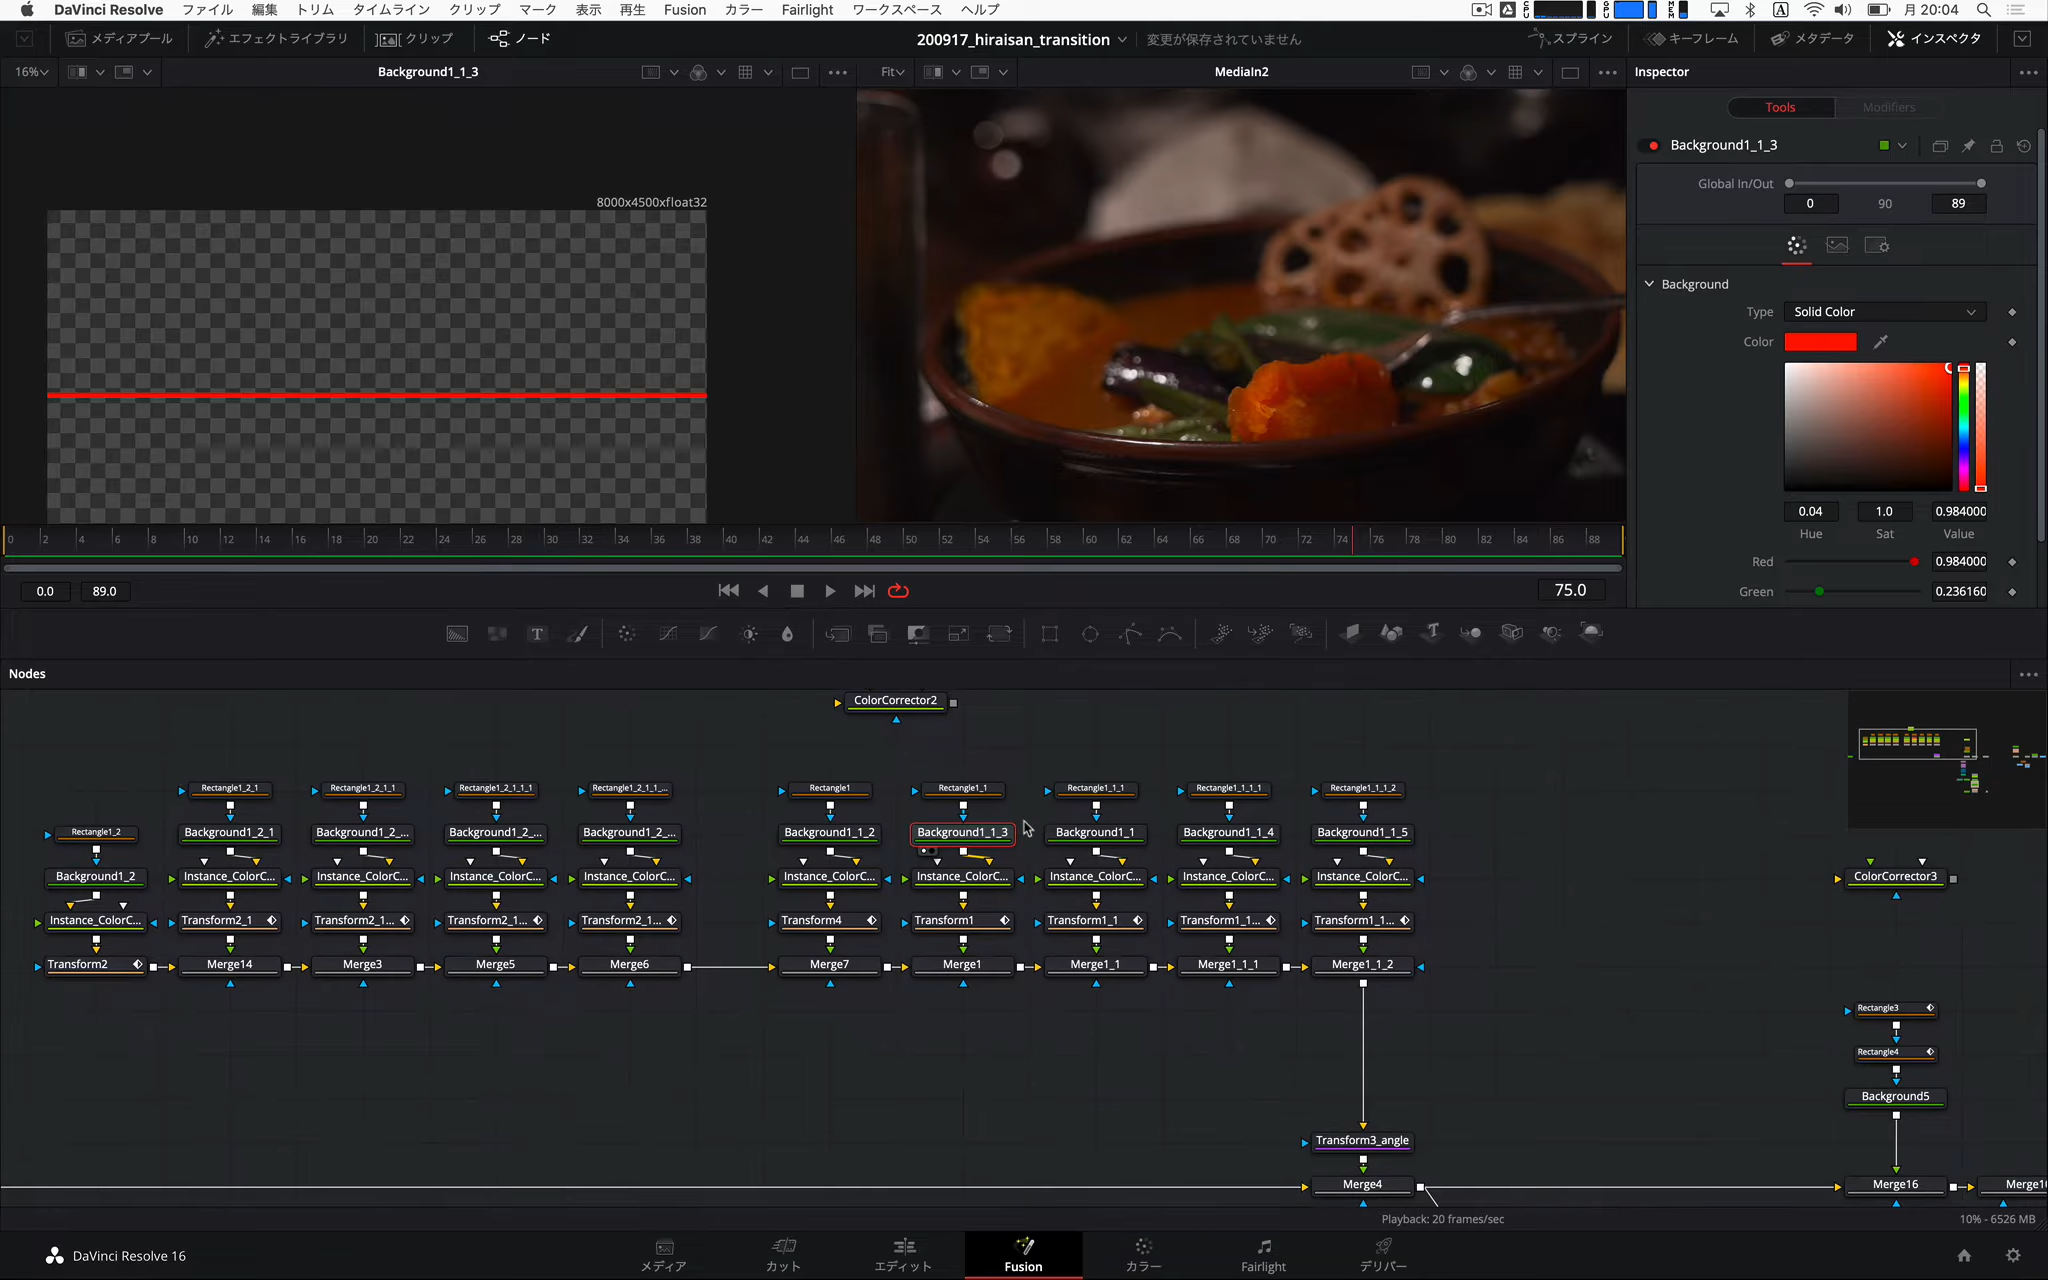 DaVinci Resolve ファイル 編集 トリム タイムライン クリップ マーク 表示 再生 Fusion カラー Fairlight ワークスペース ヘルプ 月 20:04
メディアプール エフェクトライブラリ クリップ ノード 200917_hiraisan_transition 変更が保存されていません スプライン キーフレーム メタデータ インスペクタ
16% Background1_1_3 Fit MediaIn2 Inspector
Tools Modifiers
Background1_1_3
Global In/Out
0 90 89
8000x4500xfloat32
Background
Type Solid Color
Color
0.04 1.0 0.984000
Hue Sat Value
Red 0.984000
Green 0.236160
0 2 4 6 8 10 12 14 16 18 20 22 24 26 28 30 32 34 36 38 40 42 44 46 48 50 52 54 56 58 60 62 64 66 68 70 72 74 76 78 80 82 84 86 88
0.0 89.0 75.0
Nodes
ColorCorrector2
Rectangle1_2_1 Rectangle1_2_1_1 Rectangle1_2_1_1_1 Rectangle1_2_1_1_... Rectangle1 Rectangle1_1 Rectangle1_1_1 Rectangle1_1_1_1 Rectangle1_1_1_2
Rectangle1_2 Background1_2_1 Background1_2_... Background1_2_... Background1_2_... Background1_1_2 Background1_1_3 Background1_1 Background1_1_4 Background1_1_5
Background1_2 Instance_ColorC... Instance_ColorC... Instance_ColorC... Instance_ColorC... Instance_ColorC... Instance_ColorC... Instance_ColorC... Instance_ColorC... Instance_ColorC... ColorCorrector3
Instance_ColorC... Transform2_1 Transform2_1... Transform2_1... Transform2_1... Transform4 Transform1 Transform1_1 Transform1_1... Transform1_1...
Transform2 Merge14 Merge3 Merge5 Merge6 Merge7 Merge1 Merge1_1 Merge1_1_1 Merge1_1_2
Rectangle3
Rectangle4
Background5
Transform3_angle
Merge4 Merge16
Playback: 20 frames/sec 10% - 6526 MB
DaVinci Resolve 16 メディア カット エディット Fusion カラー Fairlight デリバー